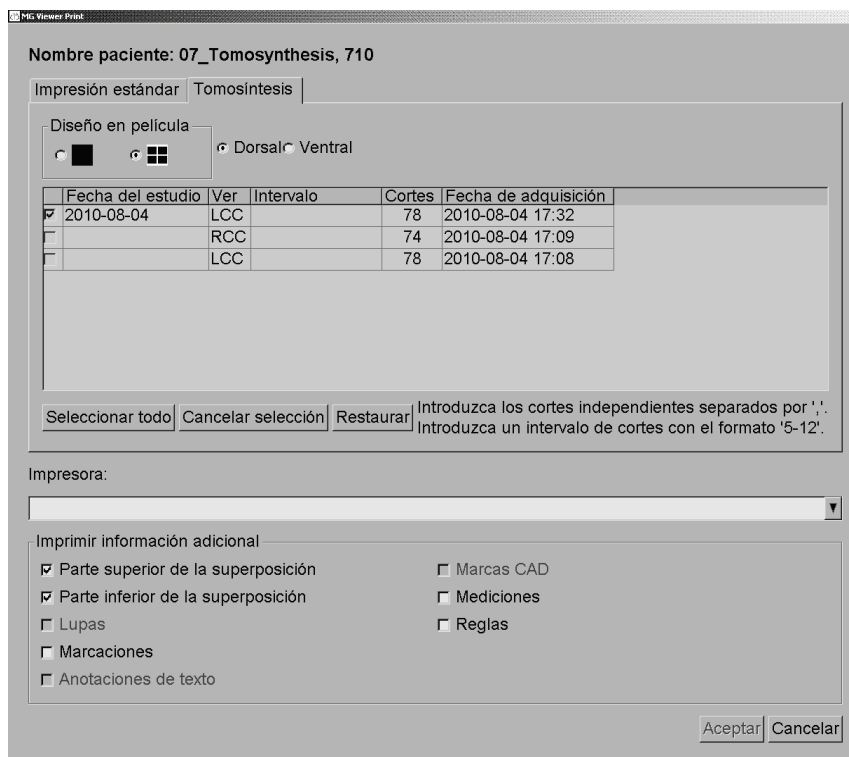 MG Viewer Print
Nombre paciente: 07_Tomosynthesis, 710
Impresión estándar Tomosíntesis
Diseño en película
Dorsal Ventral
Fecha del estudio Ver Intervalo Cortes Fecha de adquisición
2010-08-04 LCC 78 2010-08-04 17:32
RCC 74 2010-08-04 17:09
LCC 78 2010-08-04 17:08
Seleccionar todo Cancelar selección Restaurar
Introduzca los cortes independientes separados por ','.
Introduzca un intervalo de cortes con el formato '5-12'.
Impresora:
Imprimir información adicional
Parte superior de la superposición Marcas CAD
Parte inferior de la superposición Mediciones
Lupas Reglas
Marcaciones
Anotaciones de texto
Aceptar Cancelar